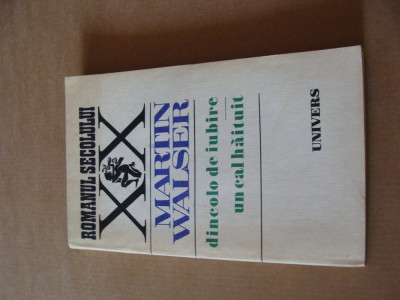 ROMANUL SECOLULUI
XX
MARTIN
WALSER
dincolo de iubire
un cal hăituit
UNIVERS